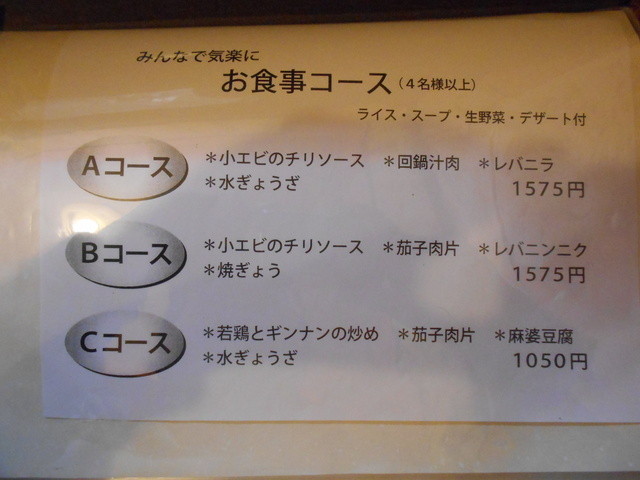 みんなで気楽に
お食事コース（４名様以上）
ライス・スープ・生野菜・デザート付
Aコース
＊小エビのチリソース ＊回鍋汁肉 ＊レバニラ
＊水ぎょうざ 1575円
Bコース
＊小エビのチリソース ＊茄子肉片 ＊レバニンニク
＊焼ぎょう 1575円
Cコース
＊若鶏とギンナンの炒め ＊茄子肉片 ＊麻婆豆腐
＊水ぎょうざ 1050円